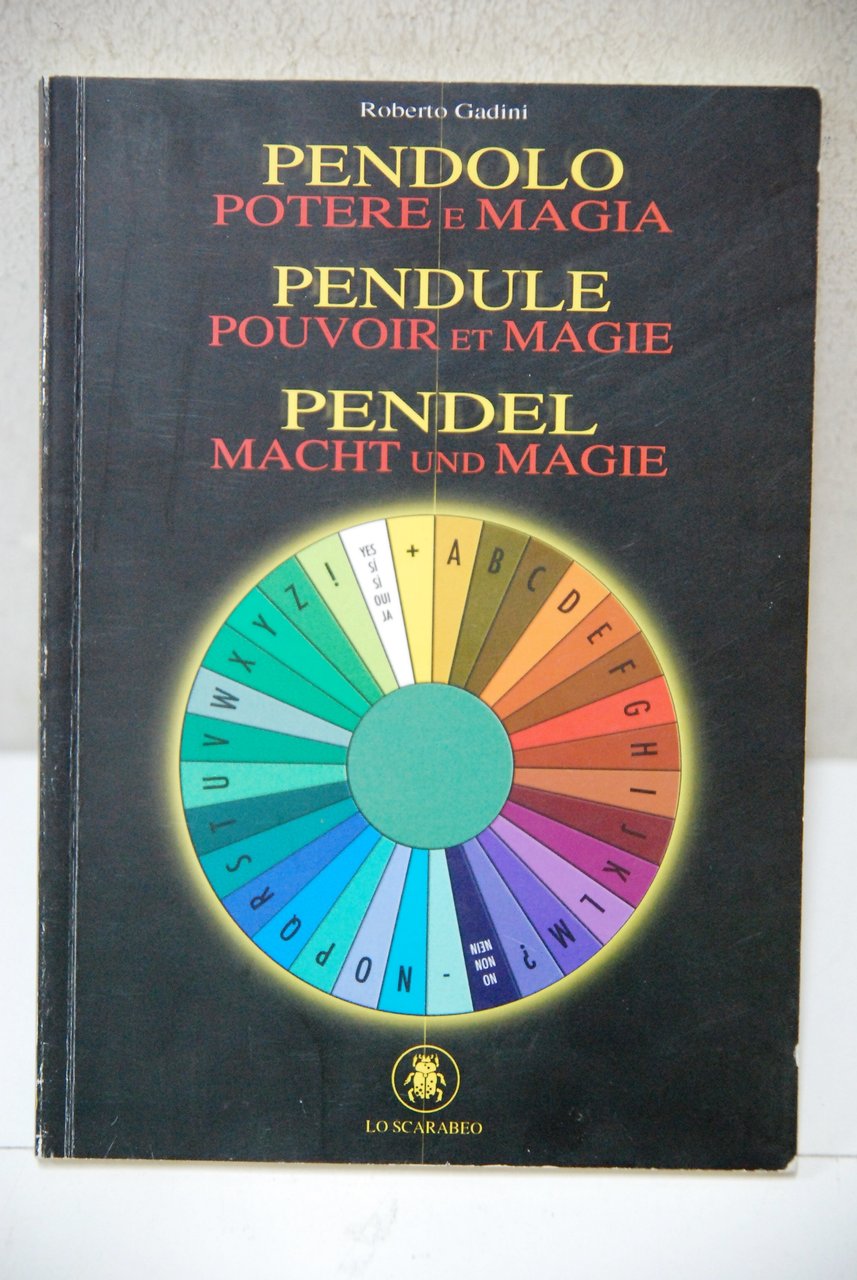 Roberto Gadini
PENDOLO
POTERE E MAGIA
PENDULE
POUVOIR ET MAGIE
PENDEL
MACHT UND MAGIE
+
A
B
C
D
E
F
G
H
I
J
K
L
M
?
NO
NON
NEIN
-
N
O
P
Q
R
S
T
U
V
W
X
Y
Z
!
YES
SÍ
SÌ
OUI
JA
LO SCARABEO